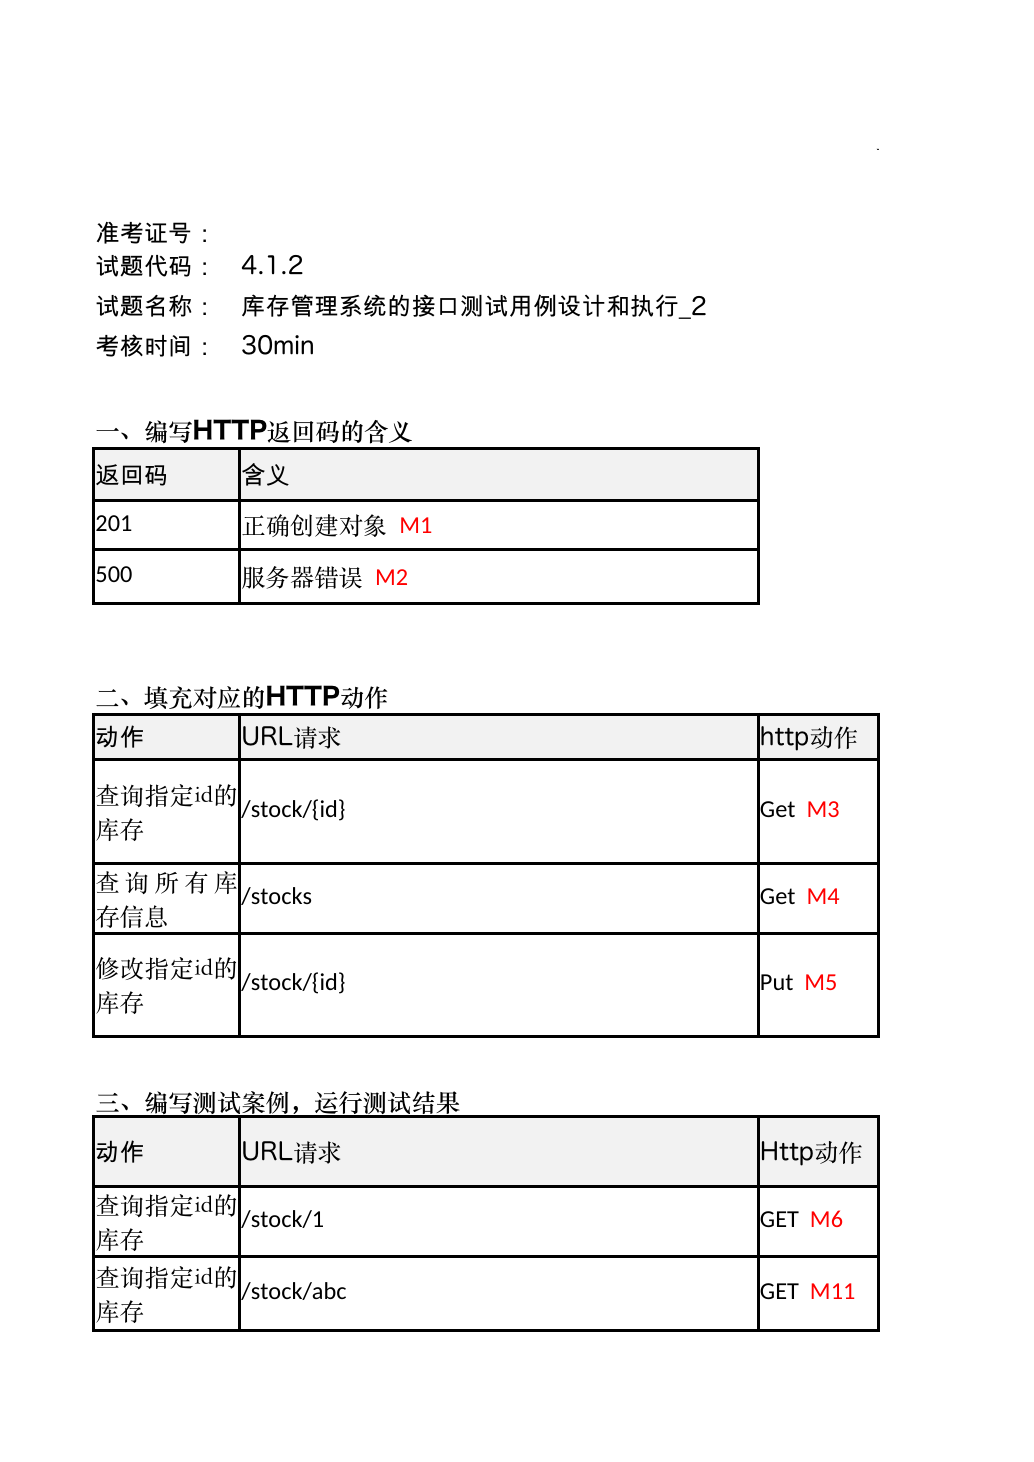 准考证号：
试题代码： 4.1.2
试题名称： 库存管理系统的接口测试用例设计和执行_2
考核时间： 30min
一、编写HTTP返回码的含义
返回码 含义
201 正确创建对象 M1
500 服务器错误 M2
二、填充对应的HTTP动作
动作 URL请求 http动作
查询指定id的
库存
/stock/{id} Get M3
查询所有库
存信息
/stocks Get M4
修改指定id的
库存
/stock/{id} Put M5
三、编写测试案例，运行测试结果
动作 URL请求 Http动作
查询指定id的
库存
/stock/1 GET M6
查询指定id的
库存
/stock/abc GET M11